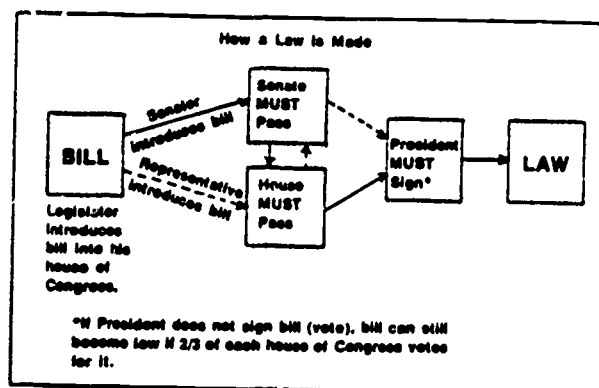 How a Law is Made
Senator
introduces bill
Senate
MUST
Pass
BILL
Representative
introduces bill
House
MUST
Pass
President
MUST
Sign*
LAW
Legislator
introduces
bill into his
house of
Congress.
*If President does not sign bill (veto), bill can still
become law if 2/3 of each house of Congress votes
for it.